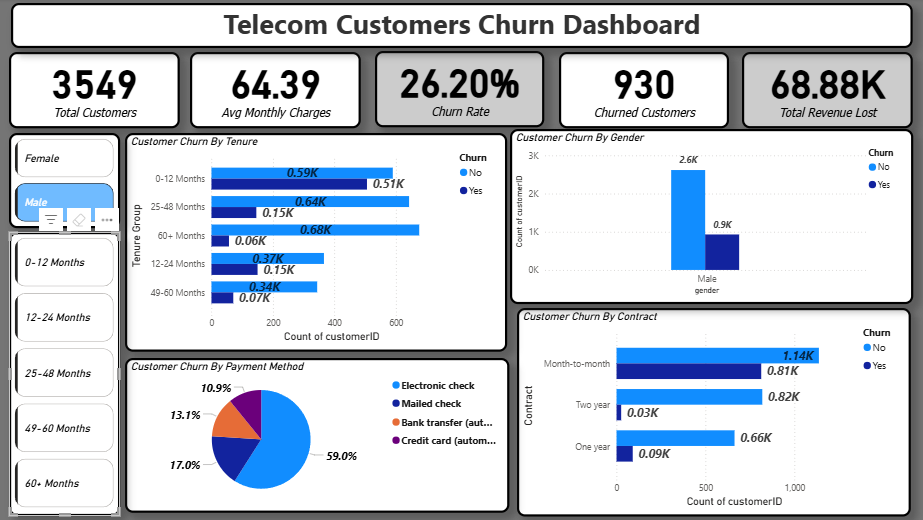 Telecom Customers Churn Dashboard
3549
Total Customers
64.39
Avg Monthly Charges
26.20%
Churn Rate
930
Churned Customers
68.88K
Total Revenue Lost
Female
Male
0-12 Months
12-24 Months
25-48 Months
49-60 Months
60+ Months
Customer Churn By Tenure
Churn
No
Yes
Tenure Group
0-12 Months
0.59K
0.51K
25-48 Months
0.64K
0.15K
60+ Months
0.68K
0.06K
12-24 Months
0.37K
0.15K
49-60 Months
0.34K
0.07K
0 200 400 600
Count of customerID
Customer Churn By Gender
Churn
No
Yes
Count of customerID
3K
2K
1K
0K
2.6K
0.9K
Male
gender
Customer Churn By Payment Method
10.9%
13.1%
17.0%
59.0%
Electronic check
Mailed check
Bank transfer (aut...
Credit card (autom...
Customer Churn By Contract
Churn
No
Yes
Contract
Month-to-month
1.14K
0.81K
Two year
0.82K
0.03K
One year
0.66K
0.09K
0 500 1,000
Count of customerID